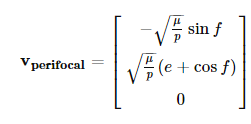 v_perifocal = [ −√(μ/p) sin f
√(μ/p) (e + cos f)
0 ]